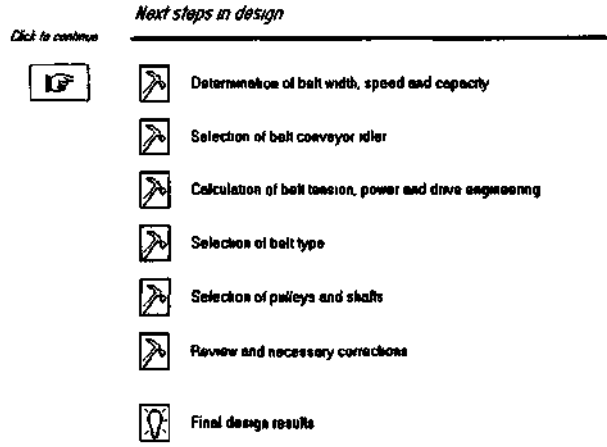 Next steps in design
Click to continue
Determination of belt width, speed and capacity
Selection of belt conveyor idler
Calculation of belt tension, power and drive engineering
Selection of belt type
Selection of pulleys and shafts
Review and necessary corrections
Final design results